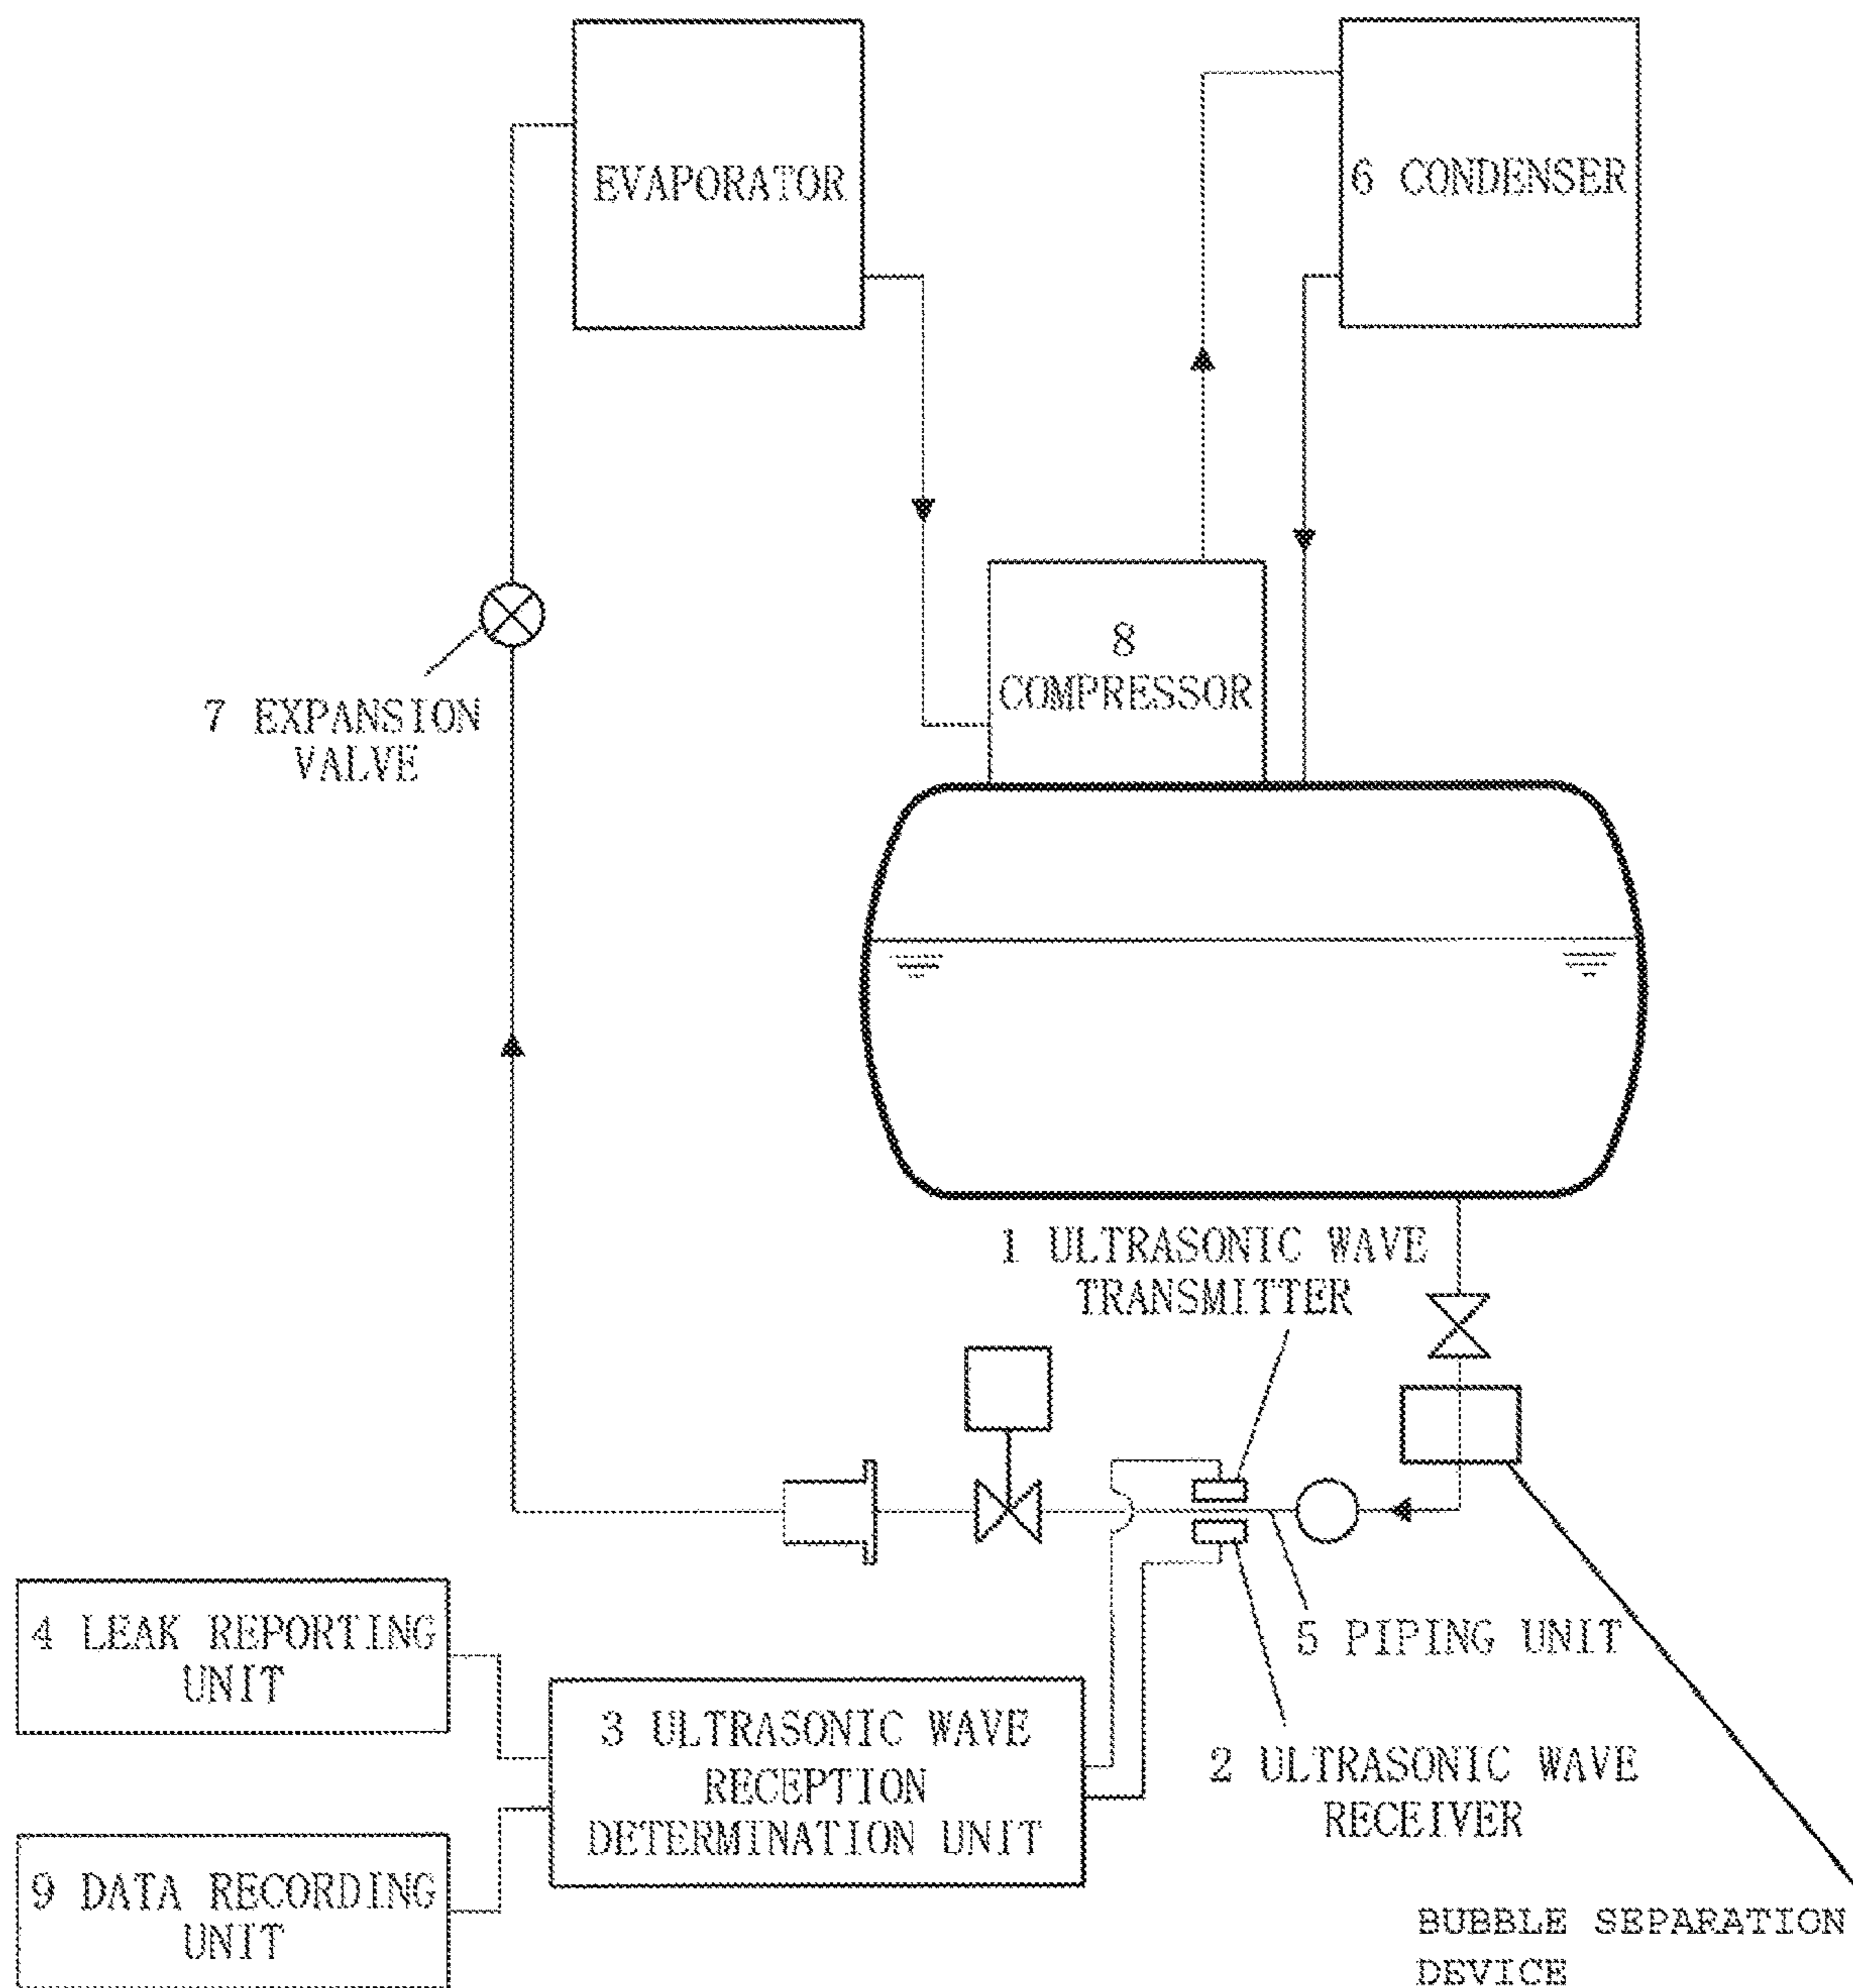 EVAPORATOR
6 CONDENSER
8
COMPRESSOR
7 EXPANSION
VALVE
1 ULTRASONIC WAVE
TRANSMITTER
5 PIPING UNIT
4 LEAK REPORTING
UNIT
3 ULTRASONIC WAVE
RECEPTION
DETERMINATION UNIT
2 ULTRASONIC WAVE
RECEIVER
9 DATA RECORDING
UNIT
BUBBLE SEPARATION
DEVICE